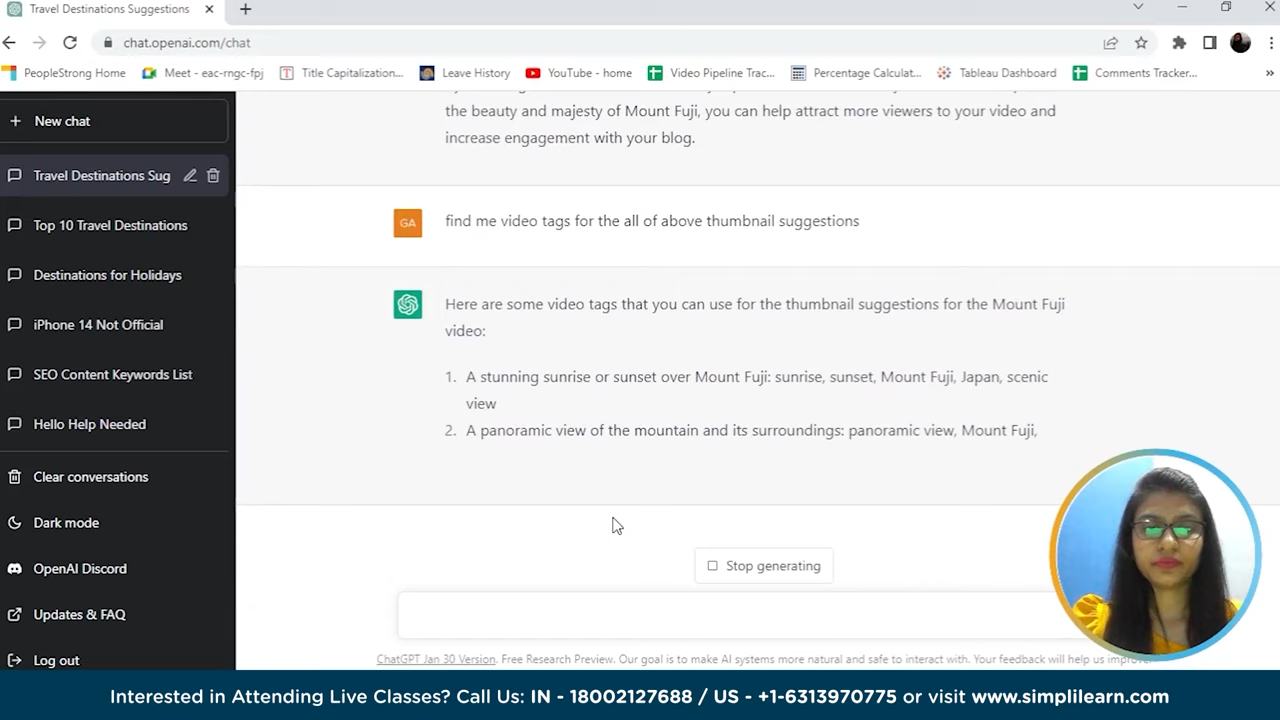 Travel Destinations Suggestions
chat.openai.com/chat
PeopleStrong Home
Meet - eac-rngc-fpj
Title Capitalization...
Leave History
YouTube - home
Video Pipeline Trac...
Percentage Calculat...
Tableau Dashboard
Comments Tracker...
New chat
Travel Destinations Sug
Top 10 Travel Destinations
Destinations for Holidays
iPhone 14 Not Official
SEO Content Keywords List
Hello Help Needed
Clear conversations
Dark mode
OpenAI Discord
Updates & FAQ
Log out
the beauty and majesty of Mount Fuji, you can help attract more viewers to your video and
increase engagement with your blog.
GA
find me video tags for the all of above thumbnail suggestions
Here are some video tags that you can use for the thumbnail suggestions for the Mount Fuji
video:
1. A stunning sunrise or sunset over Mount Fuji: sunrise, sunset, Mount Fuji, Japan, scenic
view
2. A panoramic view of the mountain and its surroundings: panoramic view, Mount Fuji,
Stop generating
ChatGPT Jan 30 Version. Free Research Preview. Our goal is to make AI systems more natural and safe to interact with. Your feedback will help us
Interested in Attending Live Classes? Call Us: IN - 18002127688 / US - +1-6313970775 or visit www.simplilearn.com